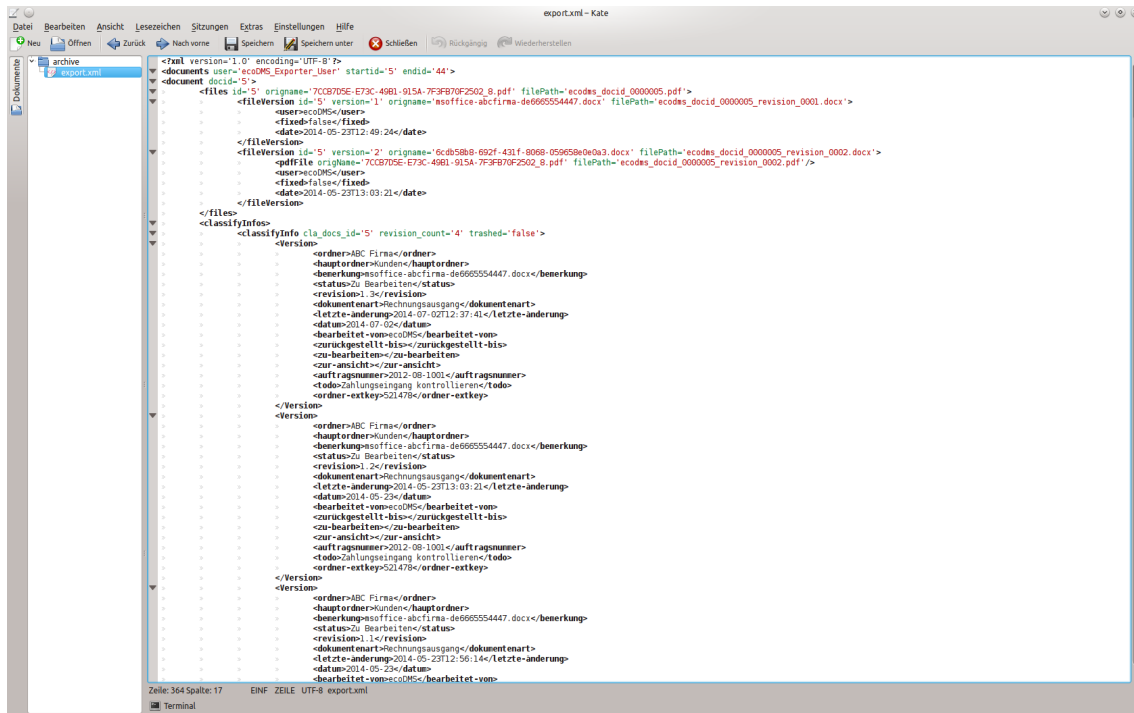 export.xml – Kate
Datei Bearbeiten Ansicht Lesezeichen Sitzungen Extras Einstellungen Hilfe
Neu Öffnen Zurück Nach vorne Speichern Speichern unter Schließen Rückgängig Wiederherstellen
Dokumente
archive
export.xml
<?xml version='1.0' encoding='UTF-8'?>
<documents user='ecoDMS_Exporter_User' startid='5' endid='44'>
<document docid='5'>
<files id='5' origname='7CCB7D5E-E73C-49B1-915A-7F3FB70F2502_8.pdf' filePath='ecodms_docid_0000005.pdf'>
<fileVersion id='5' version='1' origname='msoffice-abcfirma-de6665554447.docx' filePath='ecodms_docid_0000005_revision_0001.docx'>
<user>ecoDMS</user>
<fixed>false</fixed>
<date>2014-05-23T12:49:24</date>
</fileVersion>
<fileVersion id='5' version='2' origname='6cdb58b8-692f-431f-8068-059658e0e0a3.docx' filePath='ecodms_docid_0000005_revision_0002.docx'>
<pdfFile origName='7CCB7D5E-E73C-49B1-915A-7F3FB70F2502_8.pdf' filePath='ecodms_docid_0000005_revision_0002.pdf'/>
<user>ecoDMS</user>
<fixed>false</fixed>
<date>2014-05-23T13:03:21</date>
</fileVersion>
</files>
<classifyInfos>
<classifyInfo cla_docs_id='5' revision_count='4' trashed='false'>
<Version>
<ordner>ABC Firma</ordner>
<hauptordner>Kunden</hauptordner>
<bemerkung>msoffice-abcfirma-de6665554447.docx</bemerkung>
<status>Zu Bearbeiten</status>
<revision>1.3</revision>
<dokumentenart>Rechnungsausgang</dokumentenart>
<letzte-änderung>2014-07-02T12:37:41</letzte-änderung>
<datum>2014-07-02</datum>
<bearbeitet-von>ecoDMS</bearbeitet-von>
<zurückgestellt-bis></zurückgestellt-bis>
<zu-bearbeiten></zu-bearbeiten>
<zur-ansicht></zur-ansicht>
<auftragsnummer>2012-08-1001</auftragsnummer>
<todo>Zahlungseingang kontrollieren</todo>
<ordner-extkey>521478</ordner-extkey>
</Version>
<Version>
<ordner>ABC Firma</ordner>
<hauptordner>Kunden</hauptordner>
<bemerkung>msoffice-abcfirma-de6665554447.docx</bemerkung>
<status>Zu Bearbeiten</status>
<revision>1.2</revision>
<dokumentenart>Rechnungsausgang</dokumentenart>
<letzte-änderung>2014-05-23T13:03:21</letzte-änderung>
<datum>2014-05-23</datum>
<bearbeitet-von>ecoDMS</bearbeitet-von>
<zurückgestellt-bis></zurückgestellt-bis>
<zu-bearbeiten></zu-bearbeiten>
<zur-ansicht></zur-ansicht>
<auftragsnummer>2012-08-1001</auftragsnummer>
<todo>Zahlungseingang kontrollieren</todo>
<ordner-extkey>521478</ordner-extkey>
</Version>
<Version>
<ordner>ABC Firma</ordner>
<hauptordner>Kunden</hauptordner>
<bemerkung>msoffice-abcfirma-de6665554447.docx</bemerkung>
<status>Zu Bearbeiten</status>
<revision>1.1</revision>
<dokumentenart>Rechnungsausgang</dokumentenart>
<letzte-änderung>2014-05-23T12:56:14</letzte-änderung>
<datum>2014-05-23</datum>
<bearbeitet-von>ecoDMS</bearbeitet-von>
Zeile: 364 Spalte: 17 EINF ZEILE UTF-8 export.xml
Terminal